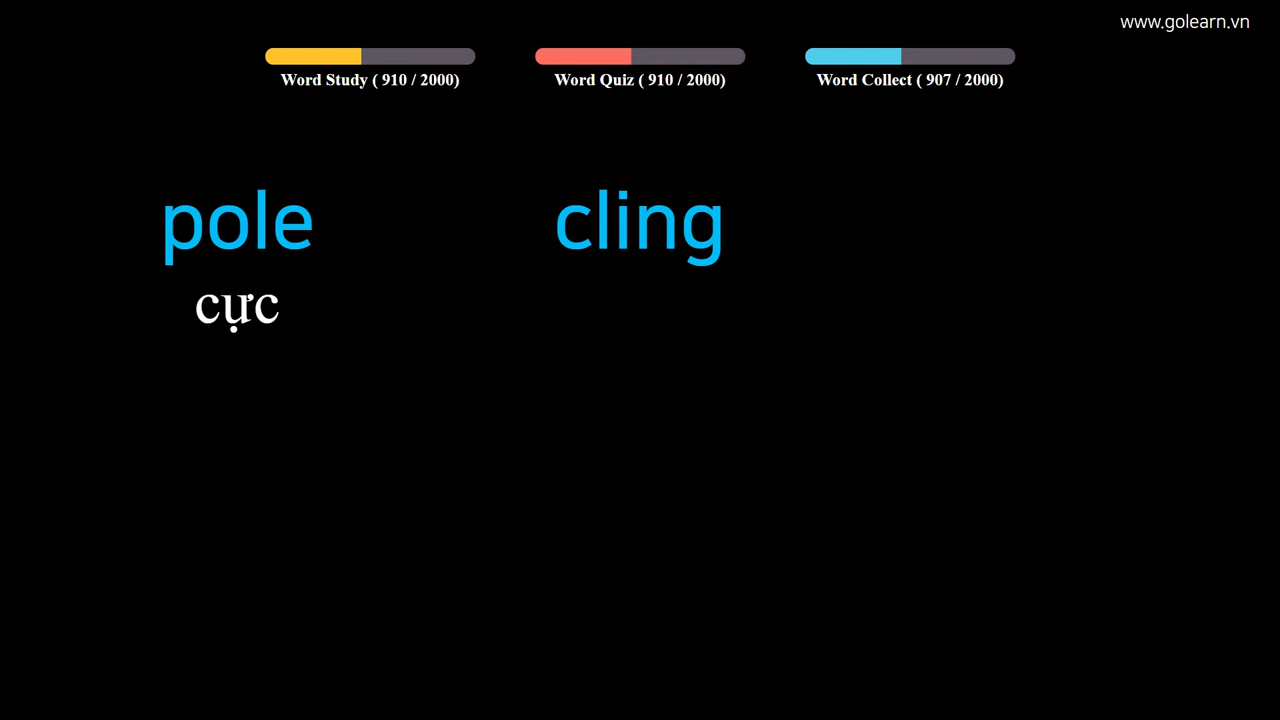 www.golearn.vn
Word Study ( 910 / 2000)
Word Quiz ( 910 / 2000)
Word Collect ( 907 / 2000)
pole
cling
cực